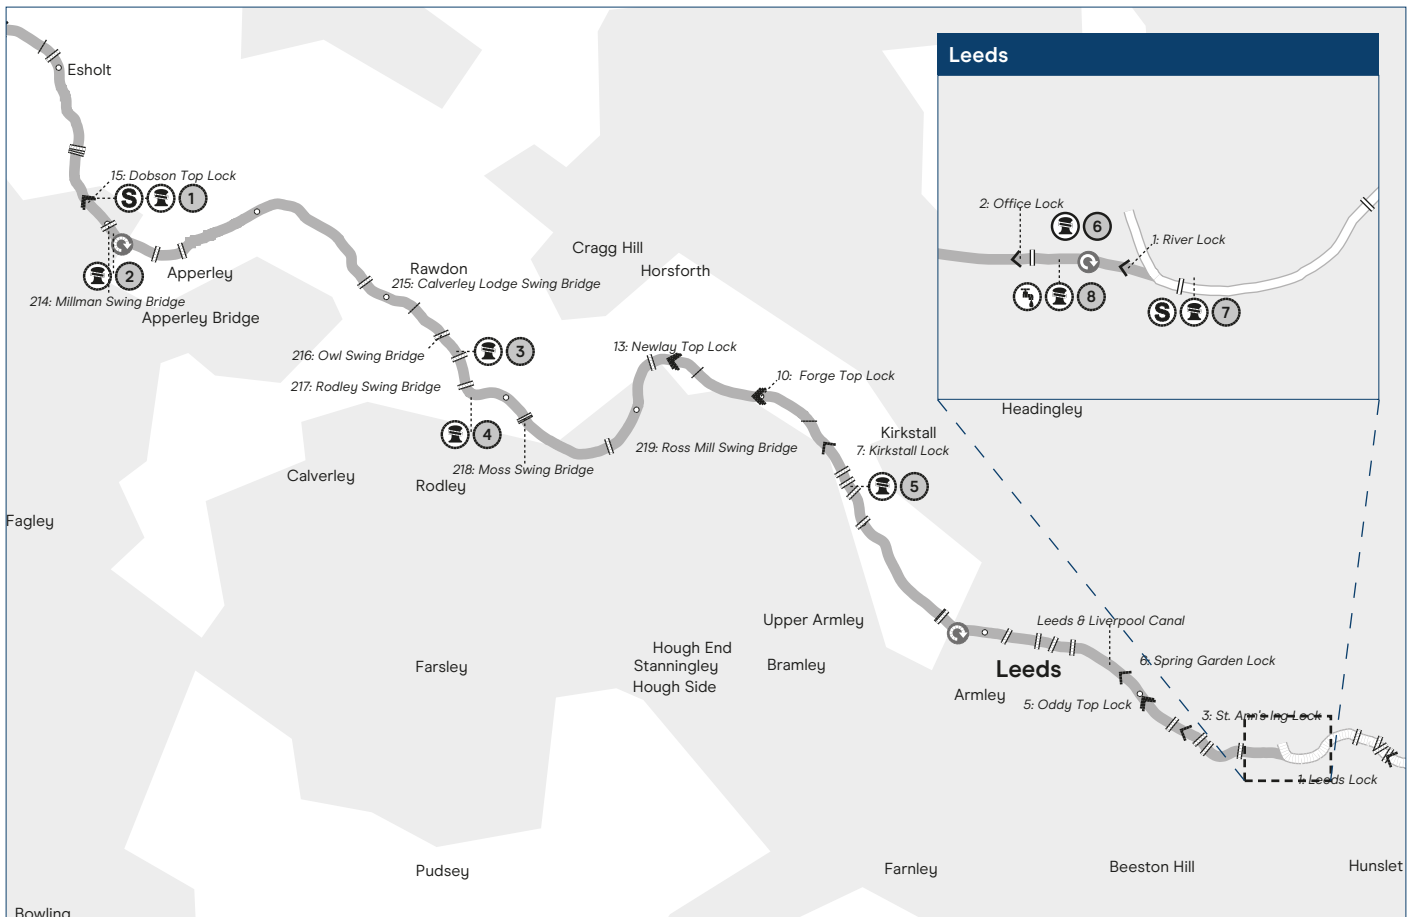 Leeds
Esholt
15: Dobson Top Lock
S
1
2: Office Lock
6
1: River Lock
8
S
7
Cragg Hill
Horsforth
Rawdon
215: Calverley Lodge Swing Bridge
Apperley
2
214: Millman Swing Bridge
Apperley Bridge
216: Owl Swing Bridge
3
13: Newlay Top Lock
217: Rodley Swing Bridge
10: Forge Top Lock
Headingley
4
Kirkstall
219: Ross Mill Swing Bridge
7: Kirkstall Lock
218: Moss Swing Bridge
Calverley
Rodley
5
Fagley
Upper Armley
Leeds & Liverpool Canal
Hough End
Farsley
Stanningley
Bramley
6: Spring Garden Lock
Leeds
Hough Side
Armley
5: Oddy Top Lock
3: St. Ann's Ing Lock
1: Leeds Lock
Pudsey
Farnley
Beeston Hill
Hunslet
Bowling